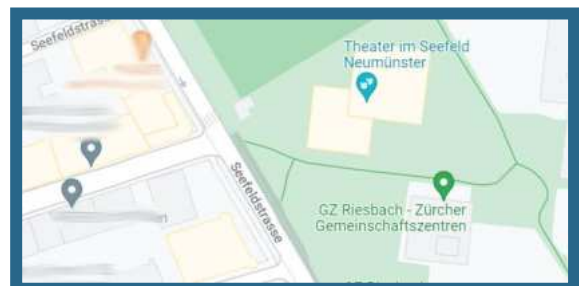 Seefeldstrasse
Theater im Seefeld
Neumünster
Seefeldstrasse
GZ Riesbach - Zürcher
Gemeinschaftszentren